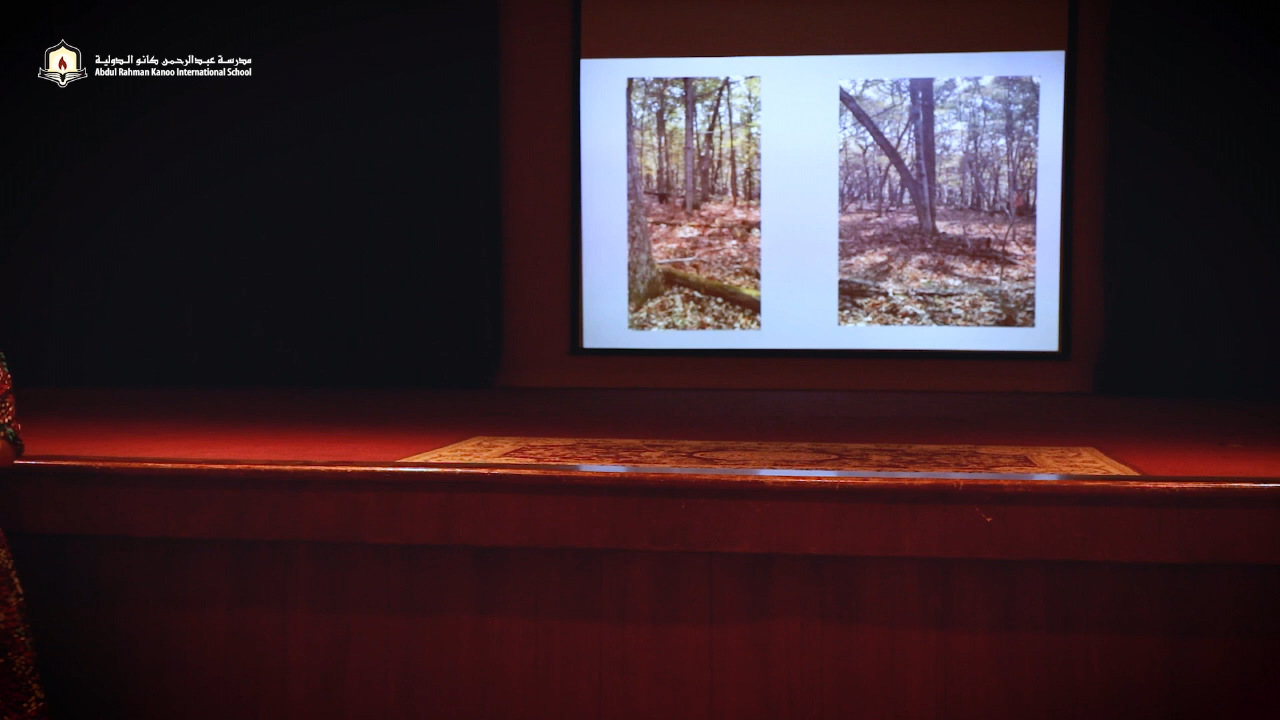 مدرسة عبدالرحمن كانو الدولية
Abdul Rahman Kanoo International School